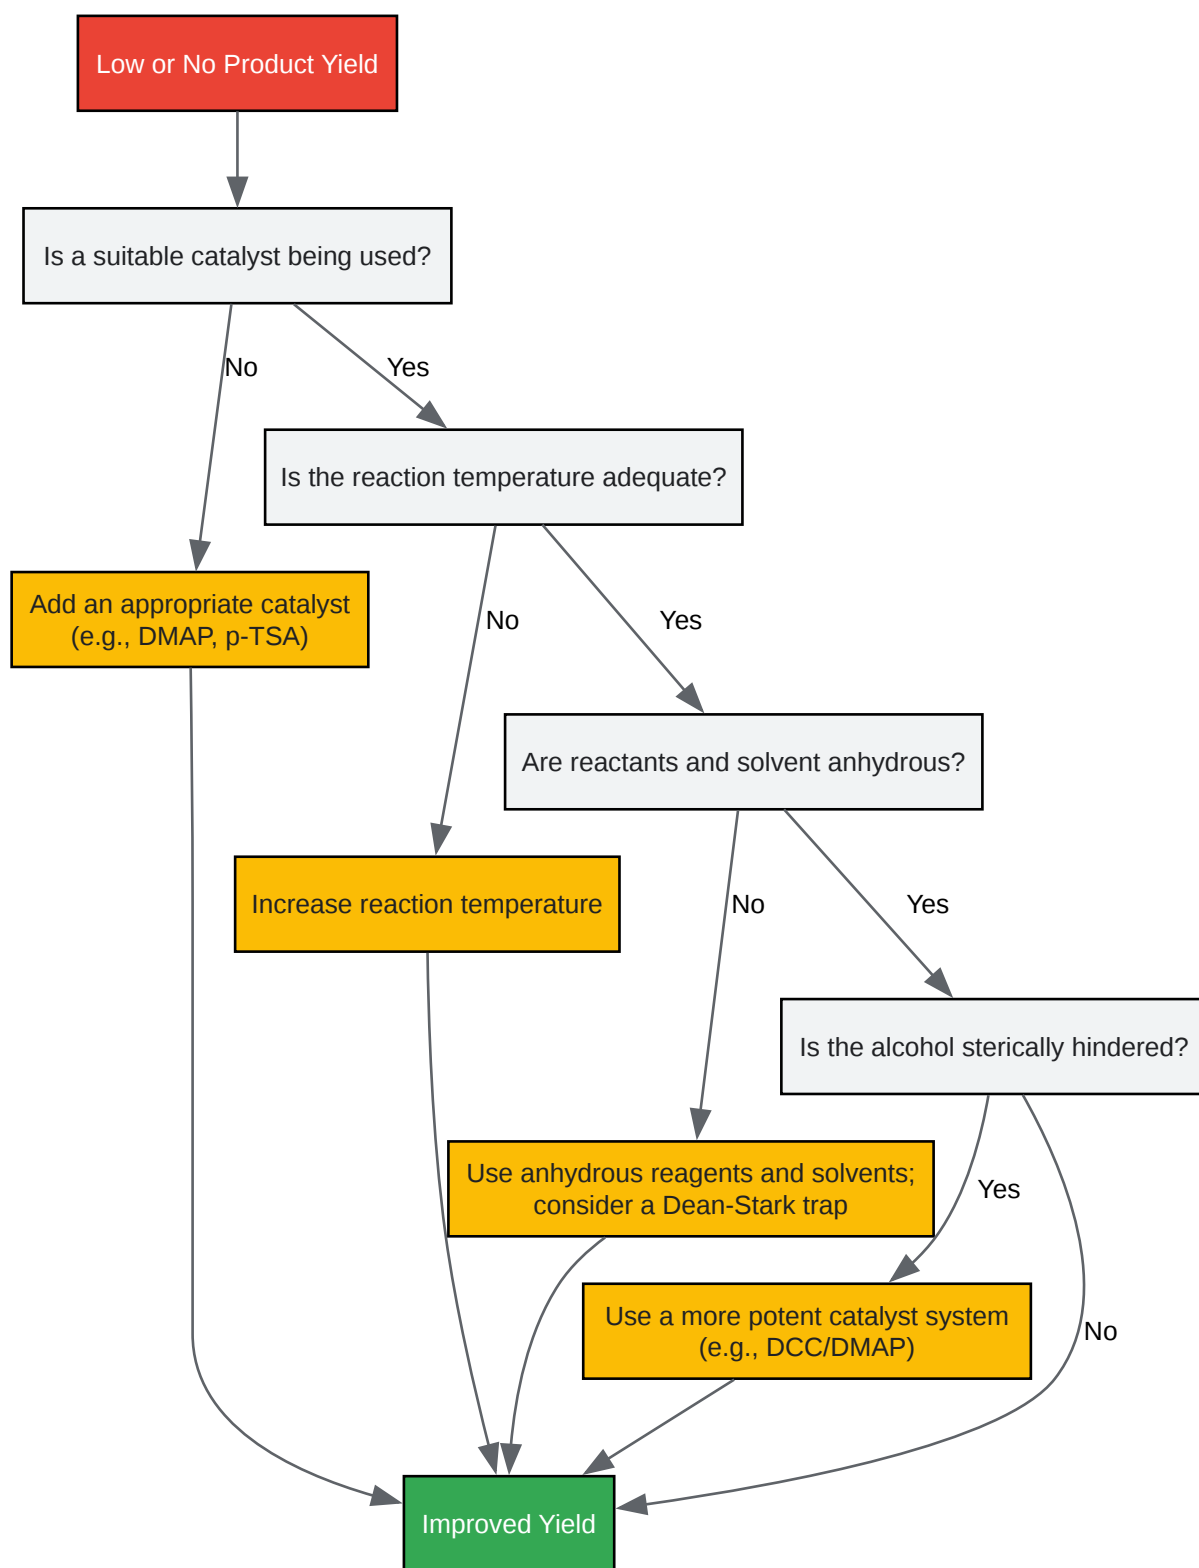 Low or No Product Yield
Is a suitable catalyst being used?
No
Yes
Is the reaction temperature adequate?
Add an appropriate catalyst
(e.g., DMAP, p-TSA)
No
Yes
Are reactants and solvent anhydrous?
Increase reaction temperature
No
Yes
Is the alcohol sterically hindered?
Use anhydrous reagents and solvents;
consider a Dean-Stark trap
Yes
Use a more potent catalyst system
(e.g., DCC/DMAP)
No
Improved Yield